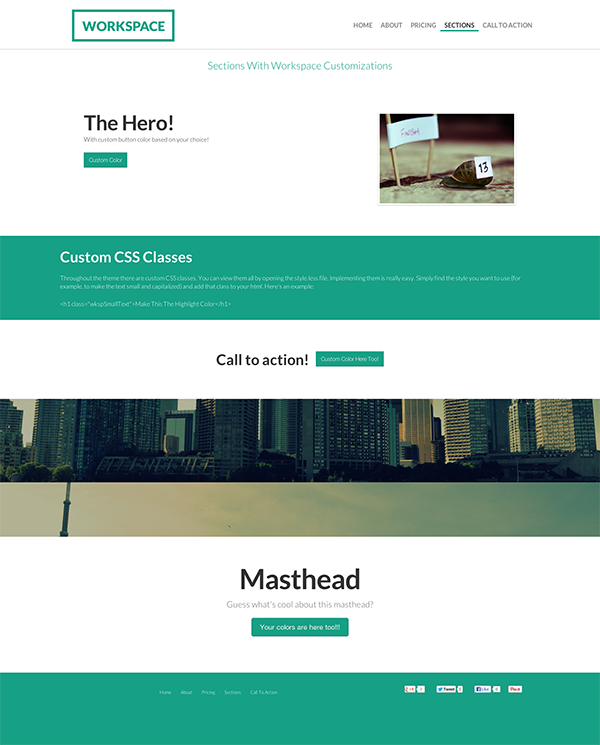 WORKSPACE
HOME ABOUT PRICING SECTIONS CALL TO ACTION
Sections With Workspace Customizations
The Hero!
With custom button color based on your choice!
Custom Color
FINISH
13
Custom CSS Classes
Throughout the theme there are custom CSS classes. You can view them all by opening the style.less file. Implementing them is really easy. Simply find the style you want to use (for
example, to make the text small and capitalized) and add that class to your html. Here's an example:
<h1 class="wkspSmallText">Make This The Highlight Color</h1>
Call to action! Custom Color Here Too!
Masthead
Guess what's cool about this masthead?
Your colors are here too!!!
Home About Pricing Sections Call To Action
Tweet Like Pin it